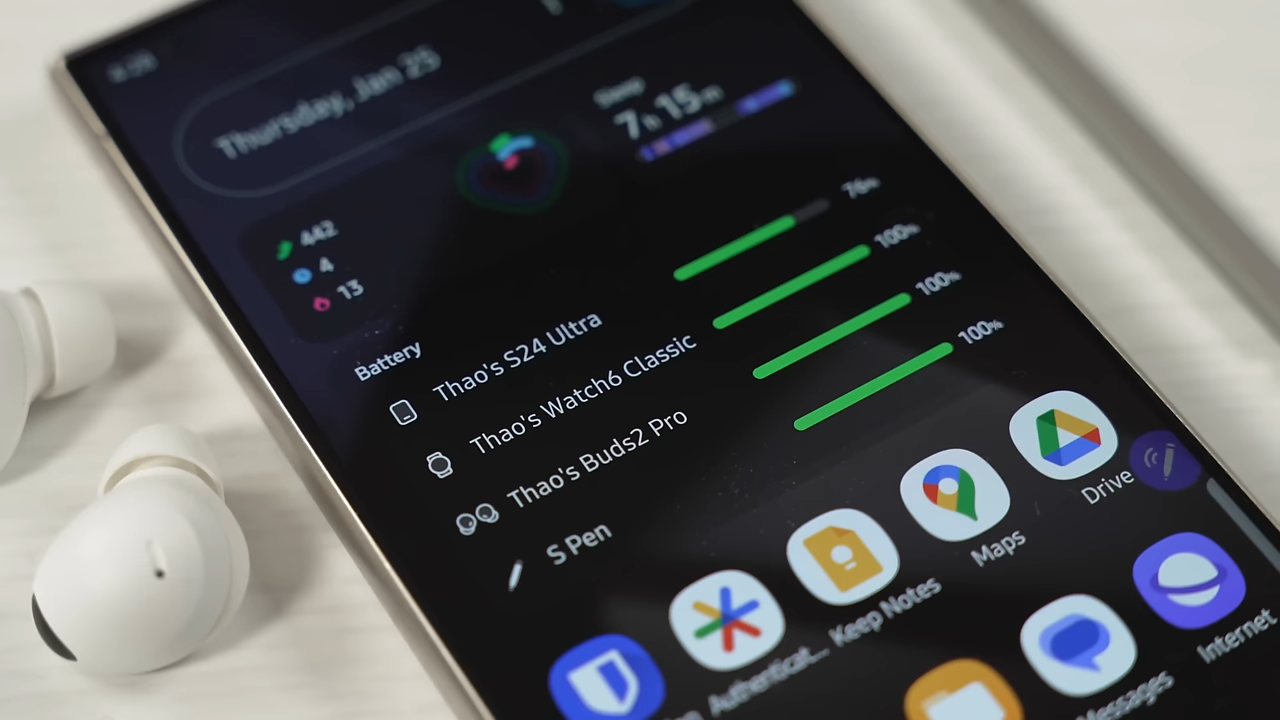 Thursday, Jan 25
Sleep
7h 15m
442
4
13
Battery
Thao's S24 Ultra
76%
Thao's Watch6 Classic
100%
Thao's Buds2 Pro
100%
S Pen
100%
Authenticat...
Keep Notes
Maps
Drive
Messages
Internet